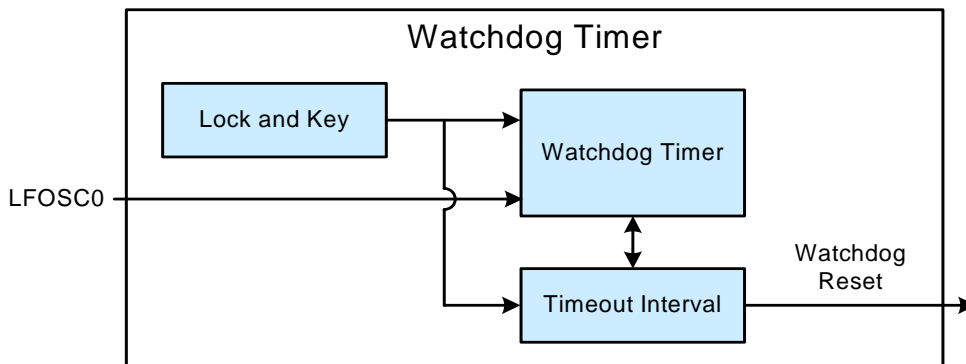 Watchdog Timer
Lock and Key
Watchdog Timer
LFOSC0
Watchdog
Reset
Timeout Interval